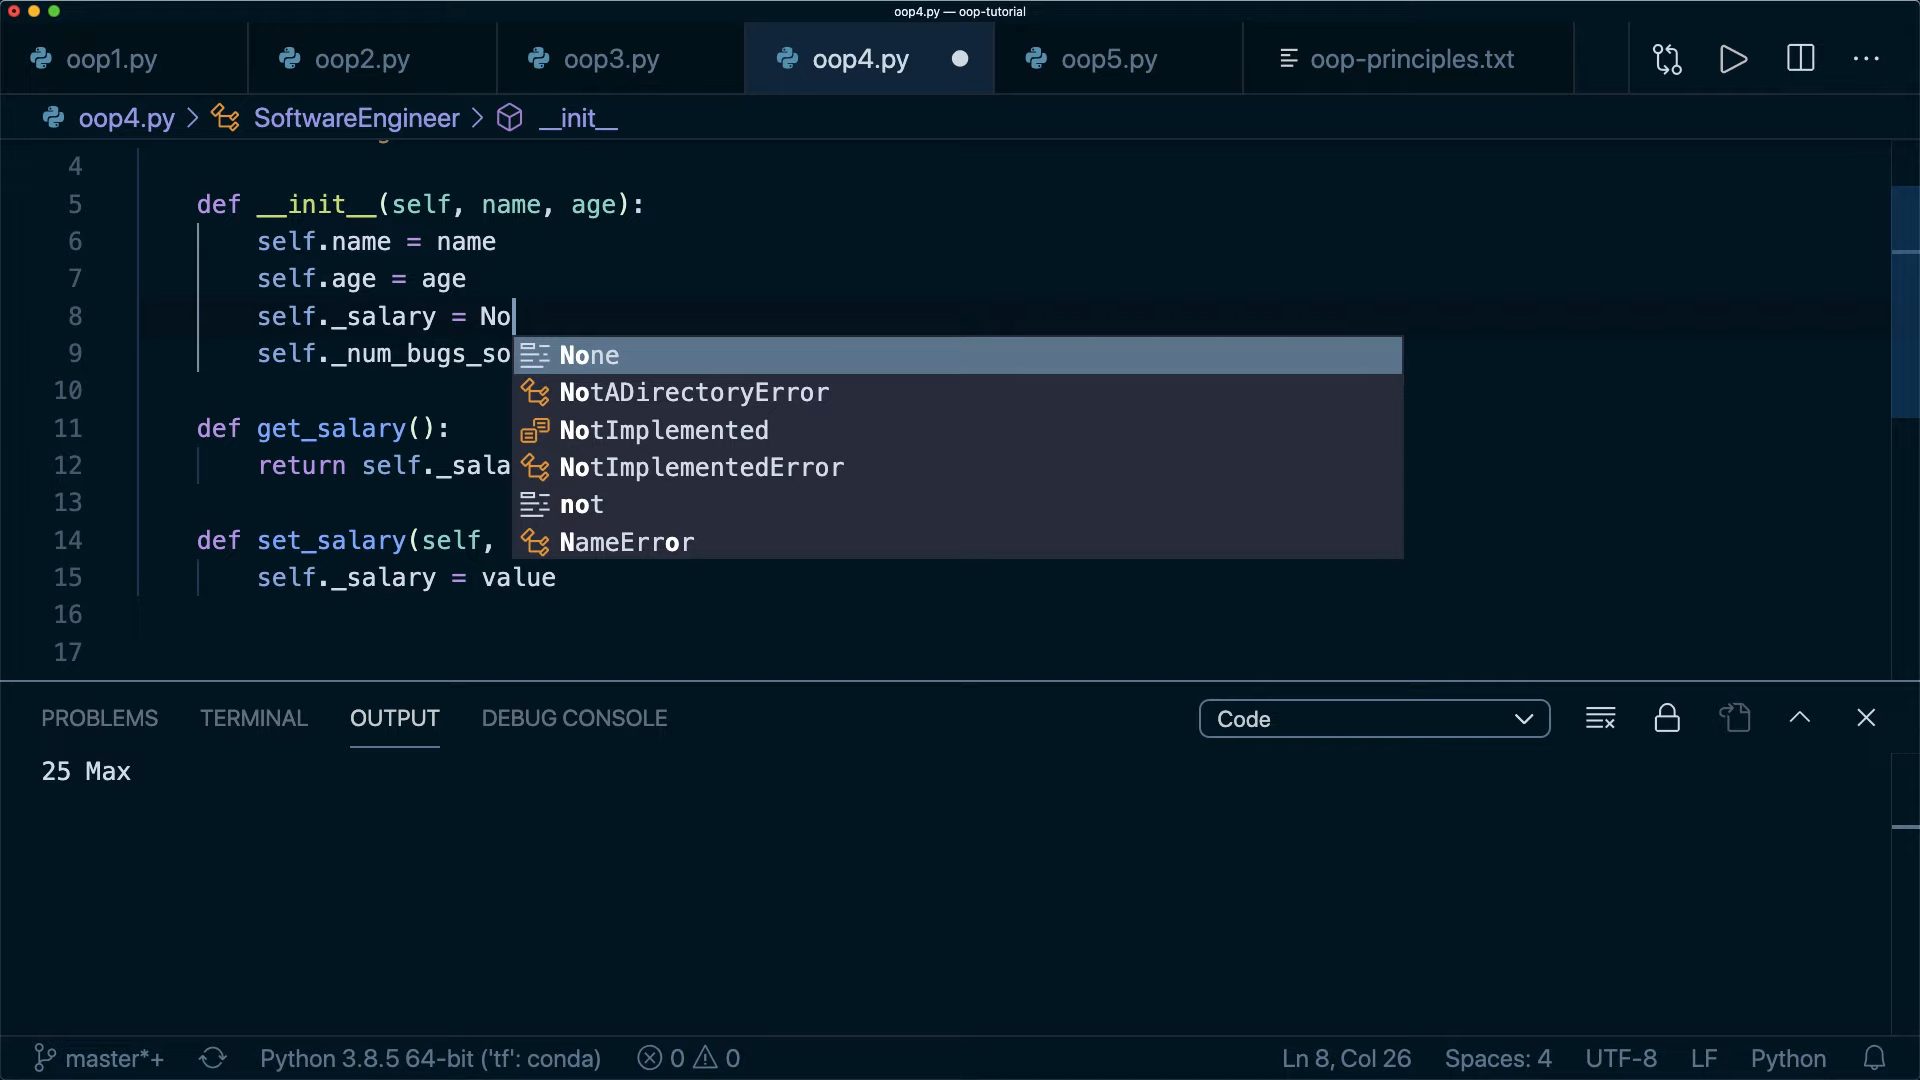 oop4.py — oop-tutorial
oop1.py oop2.py oop3.py oop4.py oop5.py oop-principles.txt
oop4.py > SoftwareEngineer > __init__
4
5 def __init__(self, name, age):
6 self.name = name
7 self.age = age
8 self._salary = No
9 self._num_bugs_so
None
NotADirectoryError
NotImplemented
NotImplementedError
not
NameError
10
11 def get_salary():
12 return self._sala
13
14 def set_salary(self,
15 self._salary = value
16
17
PROBLEMS TERMINAL OUTPUT DEBUG CONSOLE Code
25 Max
master*+ Python 3.8.5 64-bit ('tf': conda) 0 0 Ln 8, Col 26 Spaces: 4 UTF-8 LF Python